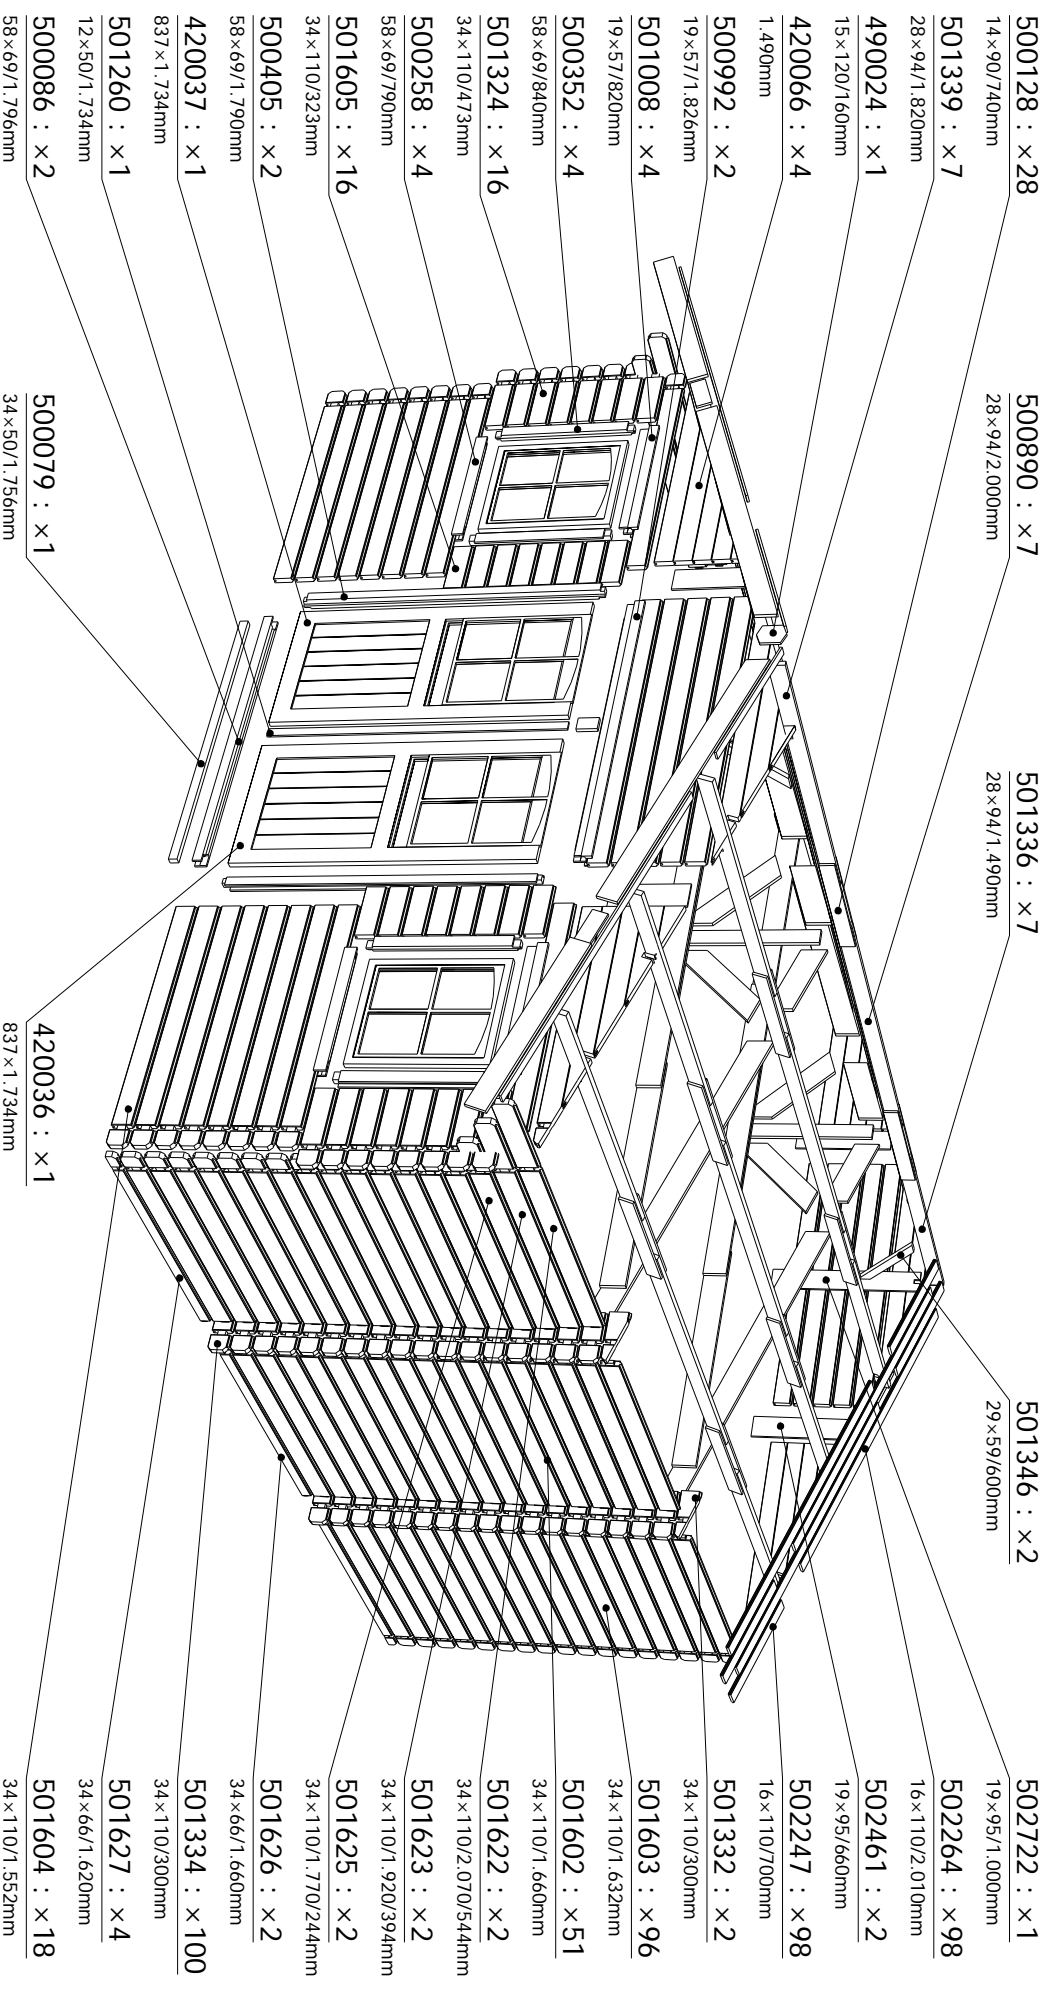 500128 : ×28
14×90/740mm
501339 : ×7
28×94/1.820mm
490024 : ×1
15×120/160mm
420066 : ×4
1.490mm
500992 : ×2
19×57/1.826mm
501008 : ×4
19×57/820mm
500352 : ×4
58×69/840mm
501324 : ×16
34×110/473mm
500258 : ×4
58×69/790mm
501605 : ×16
34×110/323mm
500405 : ×2
58×69/1.790mm
420037 : ×1
837×1.734mm
501260 : ×1
12×50/1.734mm
500086 : ×2
58×69/1.796mm
500890 : ×7
28×94/2.000mm
500079 : ×1
34×50/1.756mm
501336 : ×7
28×94/1.490mm
420036 : ×1
837×1.734mm
501346 : ×2
29×59/600mm
502722 : ×1
19×95/1.000mm
502264 : ×98
16×110/2.010mm
502461 : ×2
19×95/660mm
502247 : ×98
16×110/700mm
501332 : ×2
34×110/300mm
501603 : ×96
34×110/1.632mm
501602 : ×51
34×110/1.660mm
501622 : ×2
34×110/2.070/544mm
501623 : ×2
34×110/1.920/394mm
501625 : ×2
34×110/1.770/244mm
501626 : ×2
34×66/1.660mm
501334 : ×100
34×110/300mm
501627 : ×4
34×66/1.620mm
501604 : ×18
34×110/1.552mm